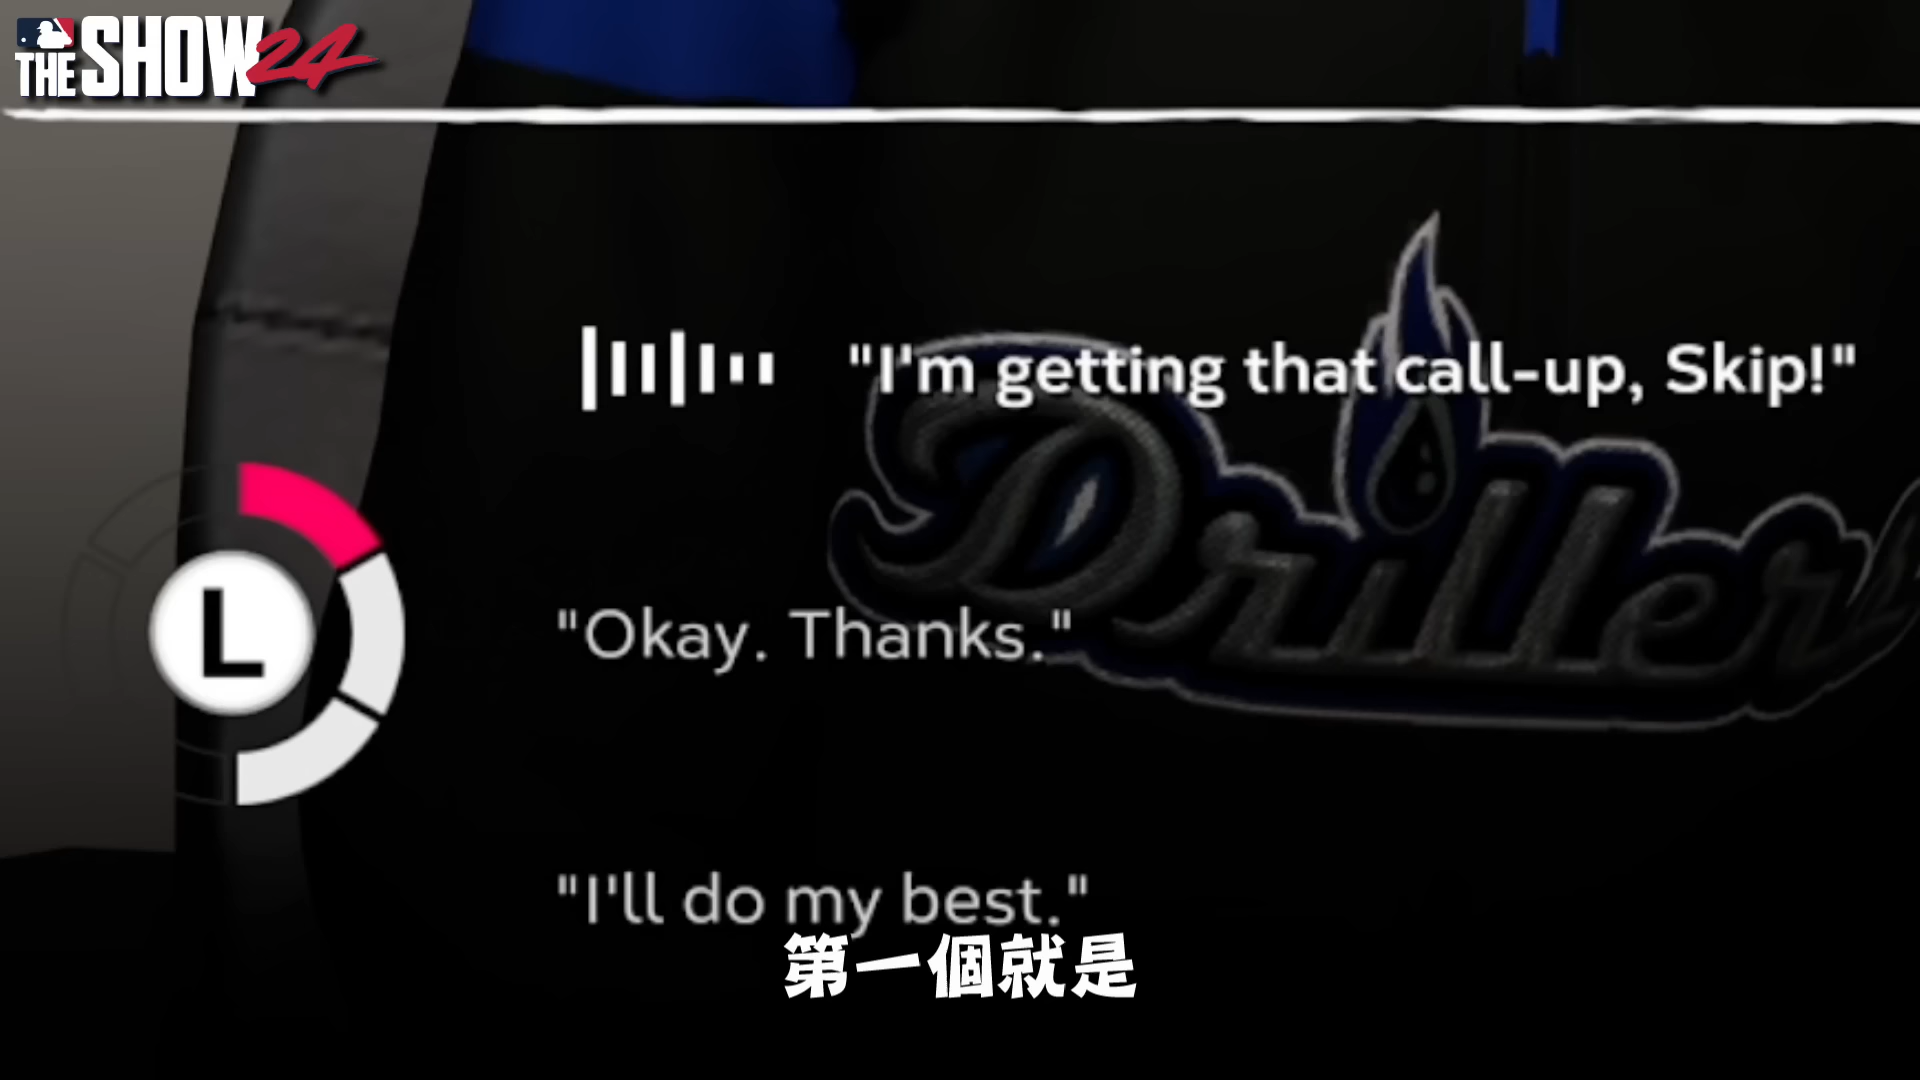 THE SHOW 24
"I'm getting that call-up, Skip!"
Driller
L
"Okay. Thanks."
"I'll do my best."
第一個就是